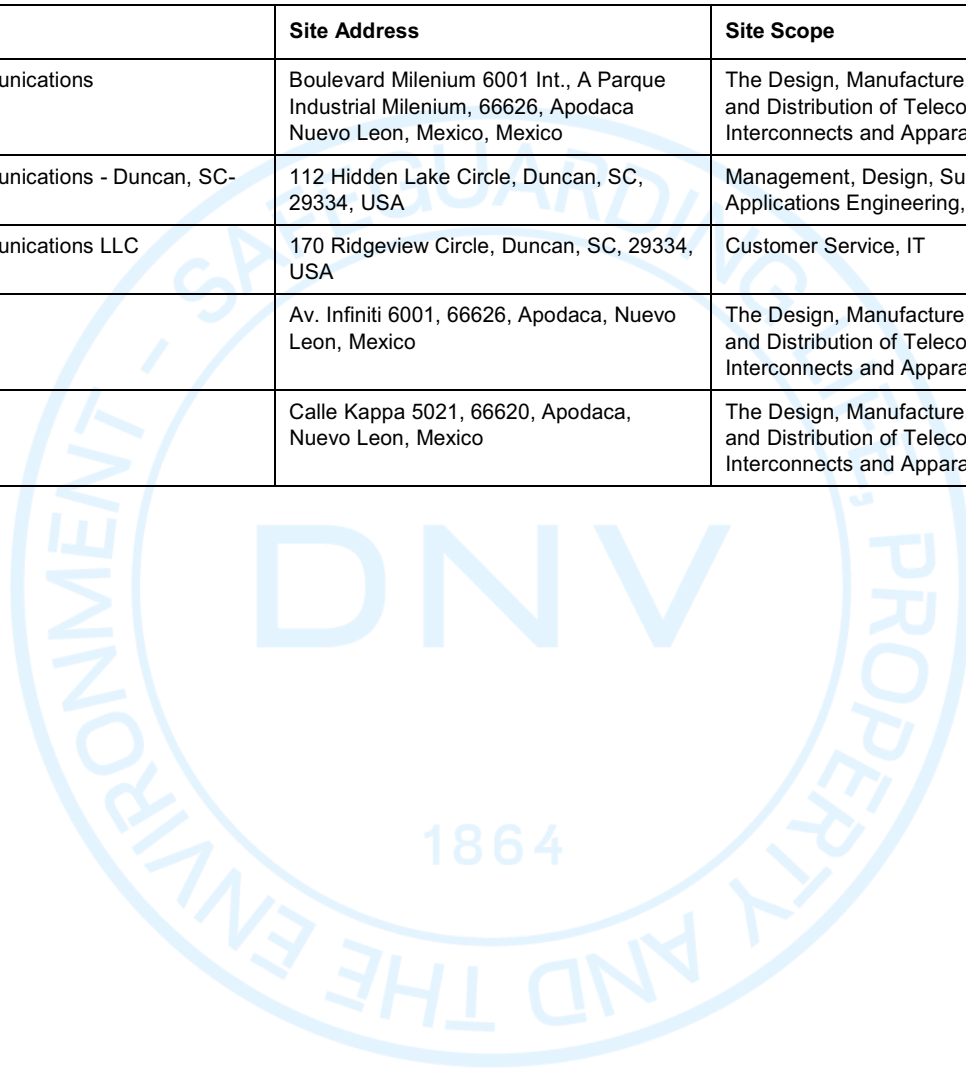 Site Address Site Scope
unications Boulevard Milenium 6001 Int., A Parque The Design, Manufacture
Industrial Milenium, 66626, Apodaca and Distribution of Teleco
Nuevo Leon, Mexico, Mexico Interconnects and Appara
unications - Duncan, SC- 112 Hidden Lake Circle, Duncan, SC, Management, Design, Su
29334, USA Applications Engineering,
unications LLC 170 Ridgeview Circle, Duncan, SC, 29334, Customer Service, IT
USA
Av. Infiniti 6001, 66626, Apodaca, Nuevo The Design, Manufacture
Leon, Mexico and Distribution of Teleco
Interconnects and Appara
Calle Kappa 5021, 66620, Apodaca, The Design, Manufacture
Nuevo Leon, Mexico and Distribution of Teleco
Interconnects and Appara
SAFEGUARDING LIFE, PROPERTY AND THE ENVIRONMENT -
DNV
1864